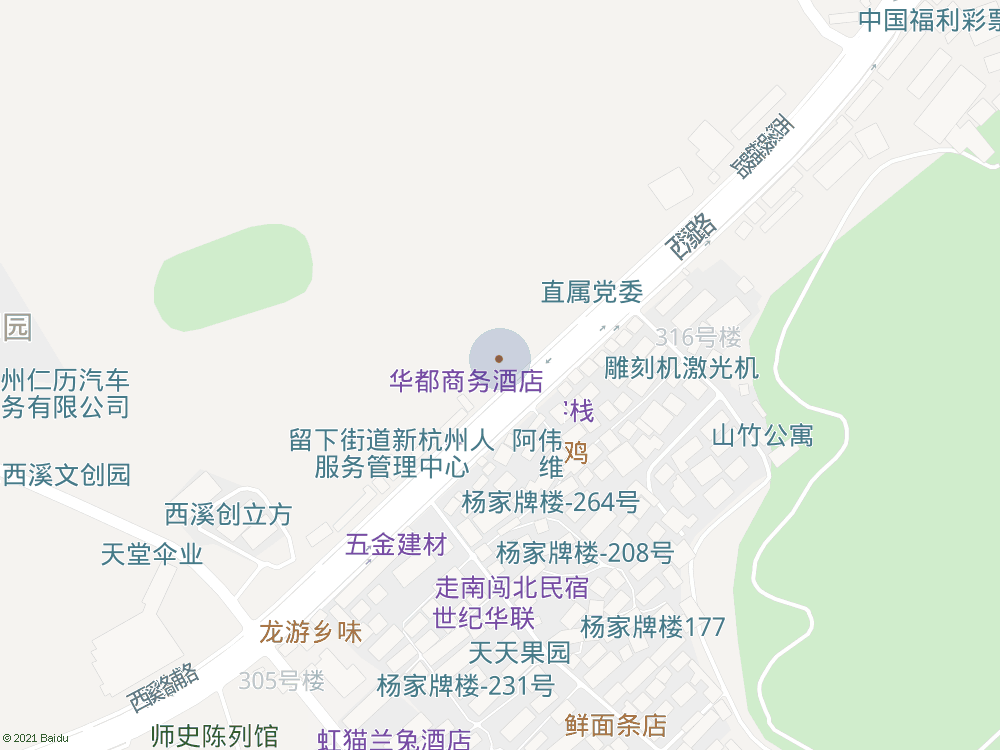 中国福利彩票
西溪路辅路
西溪路
直属党委
园
316号楼
州仁历汽车
务有限公司
华都商务酒店
雕刻机激光机
栈
山竹公寓
留下街道新杭州人
服务管理中心
阿伟
维
鸡
西溪文创园
杨家牌楼-264号
西溪创立方
五金建材
天堂伞业
杨家牌楼-208号
走南闯北民宿
世纪华联
龙游乡味
杨家牌楼177
天天果园
西溪路辅路
305号楼
杨家牌楼-231号
鲜面条店
师史陈列馆
虹猫兰兔酒店
© 2021 Baidu